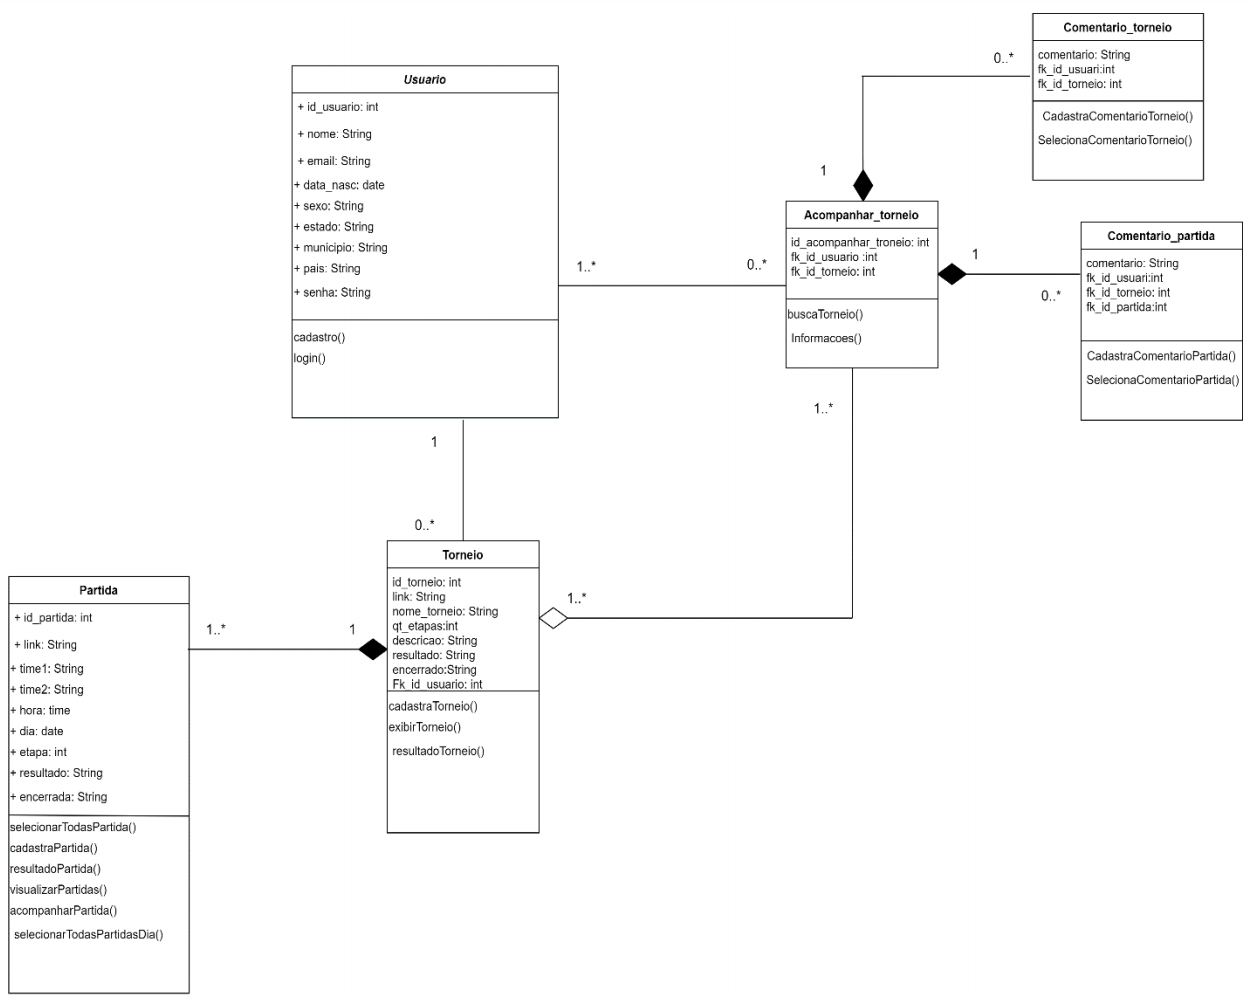 Comentario_torneio
comentario: String
fk_id_usuari:int
fk_id_torneio: int
CadastraComentarioTorneio()
SelecionaComentarioTorneio()
0..*
1
Usuario
+ id_usuario: int
+ nome: String
+ email: String
+ data_nasc: date
+ sexo: String
+ estado: String
+ municipio: String
+ pais: String
+ senha: String
cadastro()
login()
1..*
0..*
Acompanhar_torneio
id_acompanhar_troneio: int
fk_id_usuario :int
fk_id_torneio: int
buscaTorneio()
Informacoes()
1
0..*
Comentario_partida
comentario: String
fk_id_usuari:int
fk_id_torneio: int
fk_id_partida:int
CadastraComentarioPartida()
SelecionaComentarioPartida()
1..*
1
0..*
Torneio
id_torneio: int
link: String
nome_torneio: String
qt_etapas:int
descricao: String
resultado: String
encerrado:String
Fk_id_usuario: int
cadastraTorneio()
exibirTorneio()
resultadoTorneio()
1..*
1..*
1
Partida
+ id_partida: int
+ link: String
+ time1: String
+ time2: String
+ hora: time
+ dia: date
+ etapa: int
+ resultado: String
+ encerrada: String
selecionarTodasPartida()
cadastraPartida()
resultadoPartida()
visualizarPartidas()
acompanharPartida()
selecionarTodasPartidasDia()